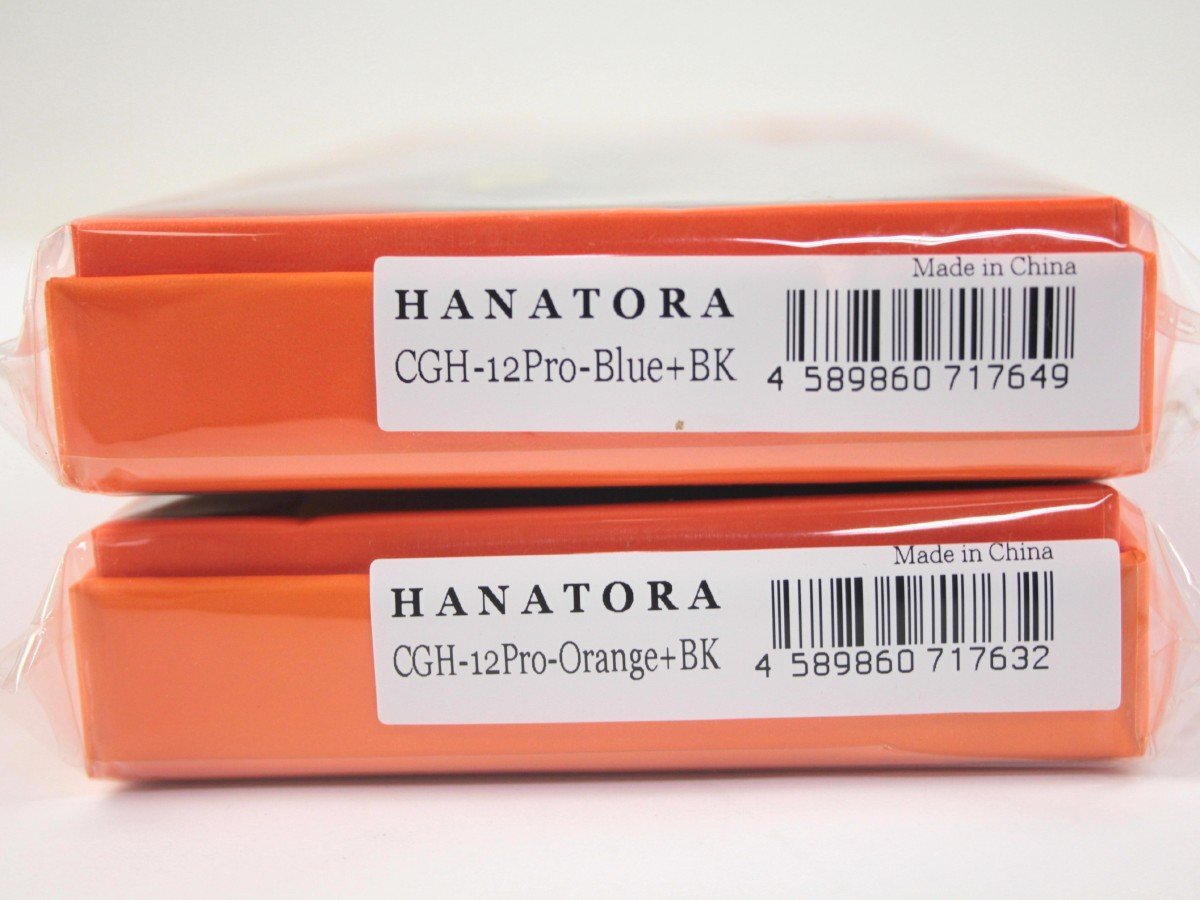 Made in China
HANATORA
CGH-12Pro-Blue+BK
4 589860 717649
Made in China
HANATORA
CGH-12Pro-Orange+BK
4 589860 717632